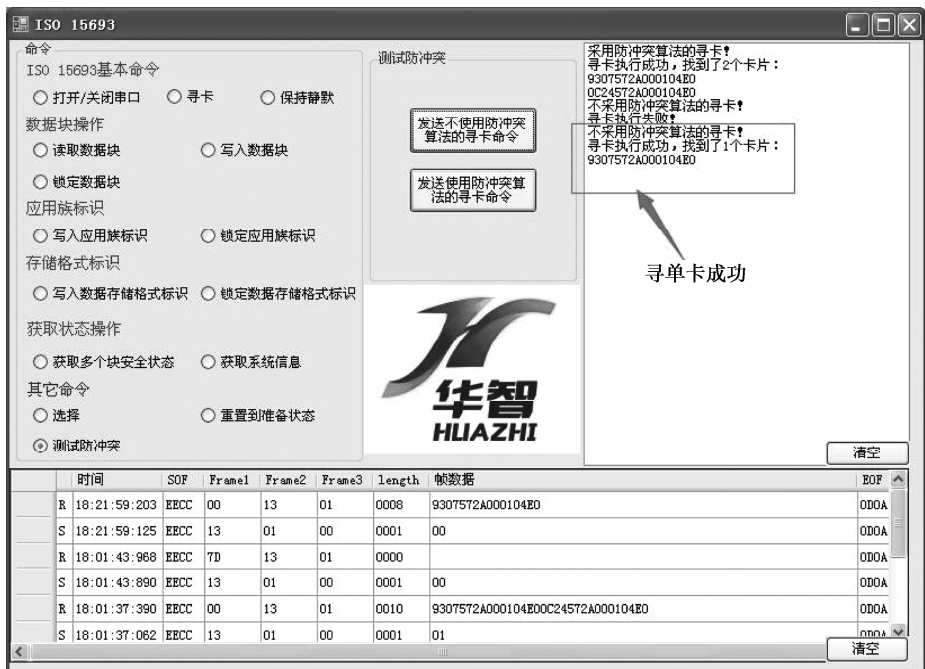 ISO 15693
命令
ISO 15693基本命令
打开/关闭串口 寻卡 保持静默
数据块操作
读取数据块 写入数据块
锁定数据块
应用族标识
写入应用族标识 锁定应用族标识
存储格式标识
写入数据存储格式标识 锁定数据存储格式标识
获取状态操作
获取多个块安全状态 获取系统信息
其它命令
选择 重置到准备状态
测试防冲突
测试防冲突
发送不使用防冲突
算法的寻卡命令
发送使用防冲突算
法的寻卡命令
华智
HUAZHI
采用防冲突算法的寻卡!
寻卡执行成功,找到了2个卡片:
9307572A000104E0
0C24572A000104E0
不采用防冲突算法的寻卡!
寻卡执行失败!
不采用防冲突算法的寻卡!
寻卡执行成功,找到了1个卡片:
9307572A000104E0
寻单卡成功
清空
时间 SOF Frame1 Frame2 Frame3 length 帧数据 EOF
R 18:21:59:203 EECC 00 13 01 0008 9307572A000104E0 0D0A
S 18:21:59:125 EECC 13 01 00 0001 00 0D0A
R 18:01:43:968 EECC 7D 13 01 0000 0D0A
S 18:01:43:890 EECC 13 01 00 0001 00 0D0A
R 18:01:37:390 EECC 00 13 01 0010 9307572A000104E00C24572A000104E0 0D0A
S 18:01:37:062 EECC 13 01 00 0001 01 0D0A
清空